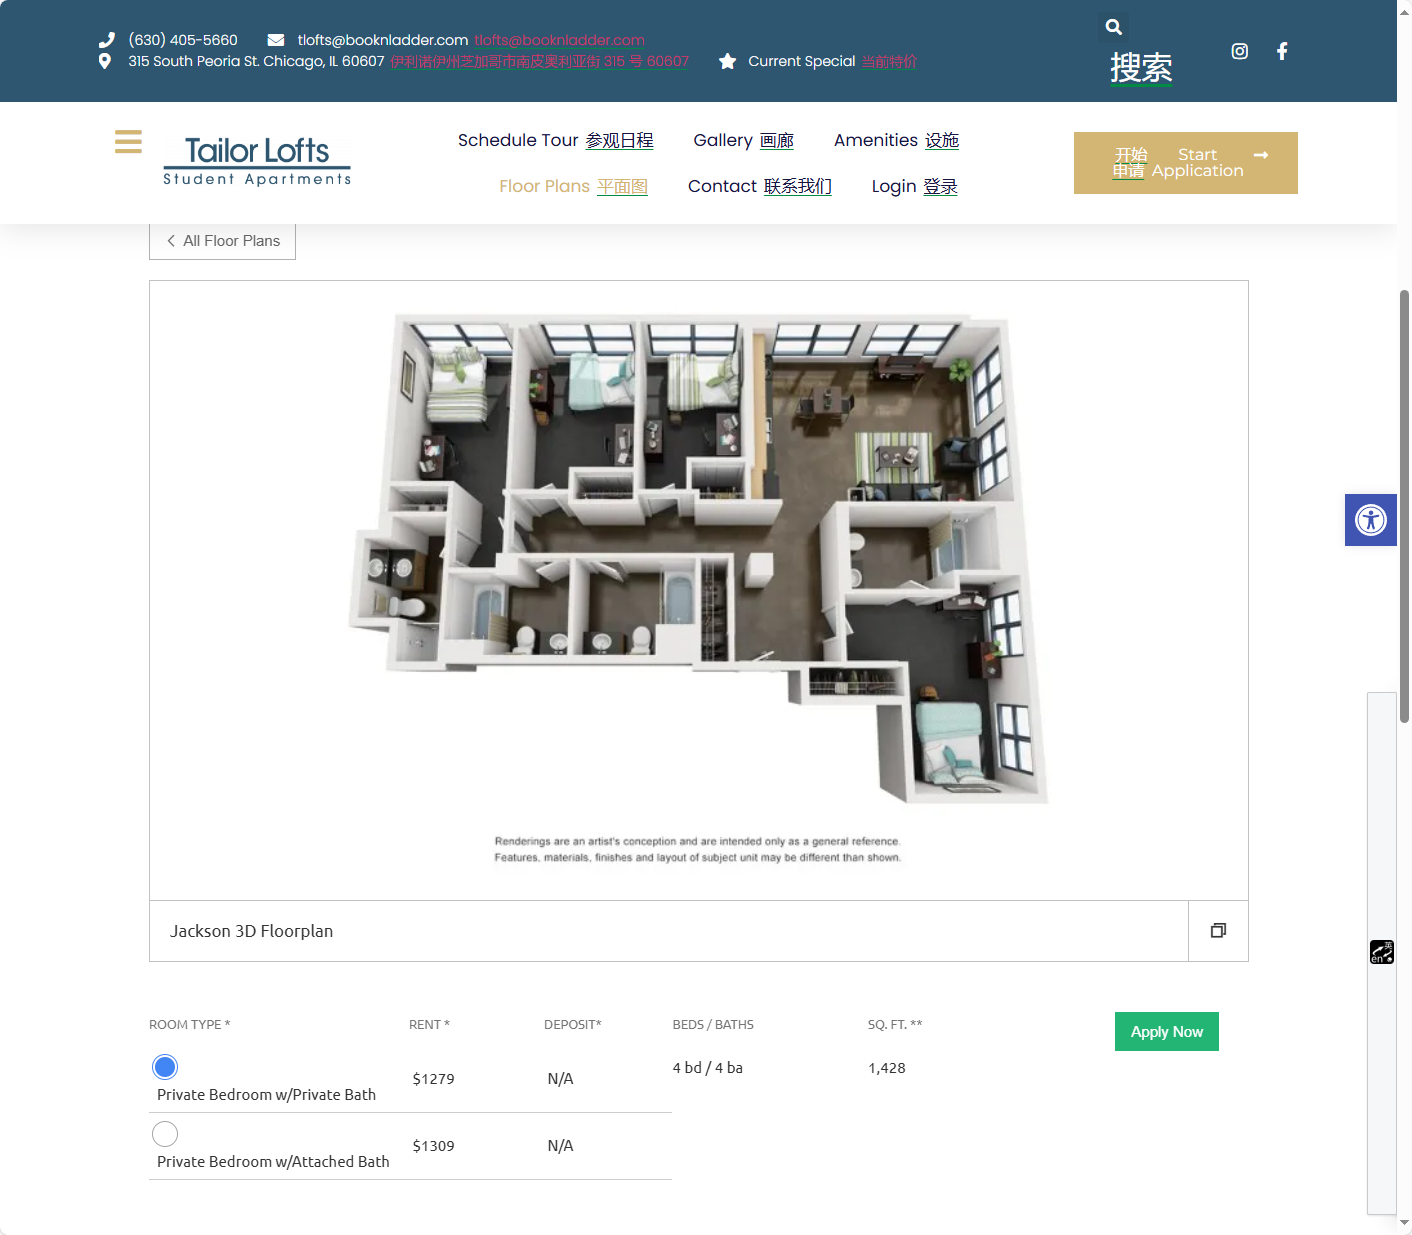 (630) 405-5660 tlofts@booknladder.com tlofts@booknladder.com
315 South Peoria St. Chicago, IL 60607 伊利诺伊州芝加哥市南皮奥利亚街 315 号 60607 Current Special 当前特价
搜索
Tailor Lofts
Student Apartments
Schedule Tour 参观日程 Gallery 画廊 Amenities 设施
Floor Plans 平面图 Contact 联系我们 Login 登录
开始 Start
申请 Application
All Floor Plans
Renderings are an artist's conception and are intended only as a general reference.
Features, materials, finishes and layout of subject unit may be different than shown.
Jackson 3D Floorplan
英
en
ROOM TYPE * RENT * DEPOSIT* BEDS / BATHS SQ. FT. **
Apply Now
Private Bedroom w/Private Bath $1279 N/A 4 bd / 4 ba 1,428
Private Bedroom w/Attached Bath $1309 N/A